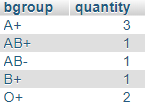 bgroup quantity
A+ 3
AB+ 1
AB- 1
B+ 1
O+ 2